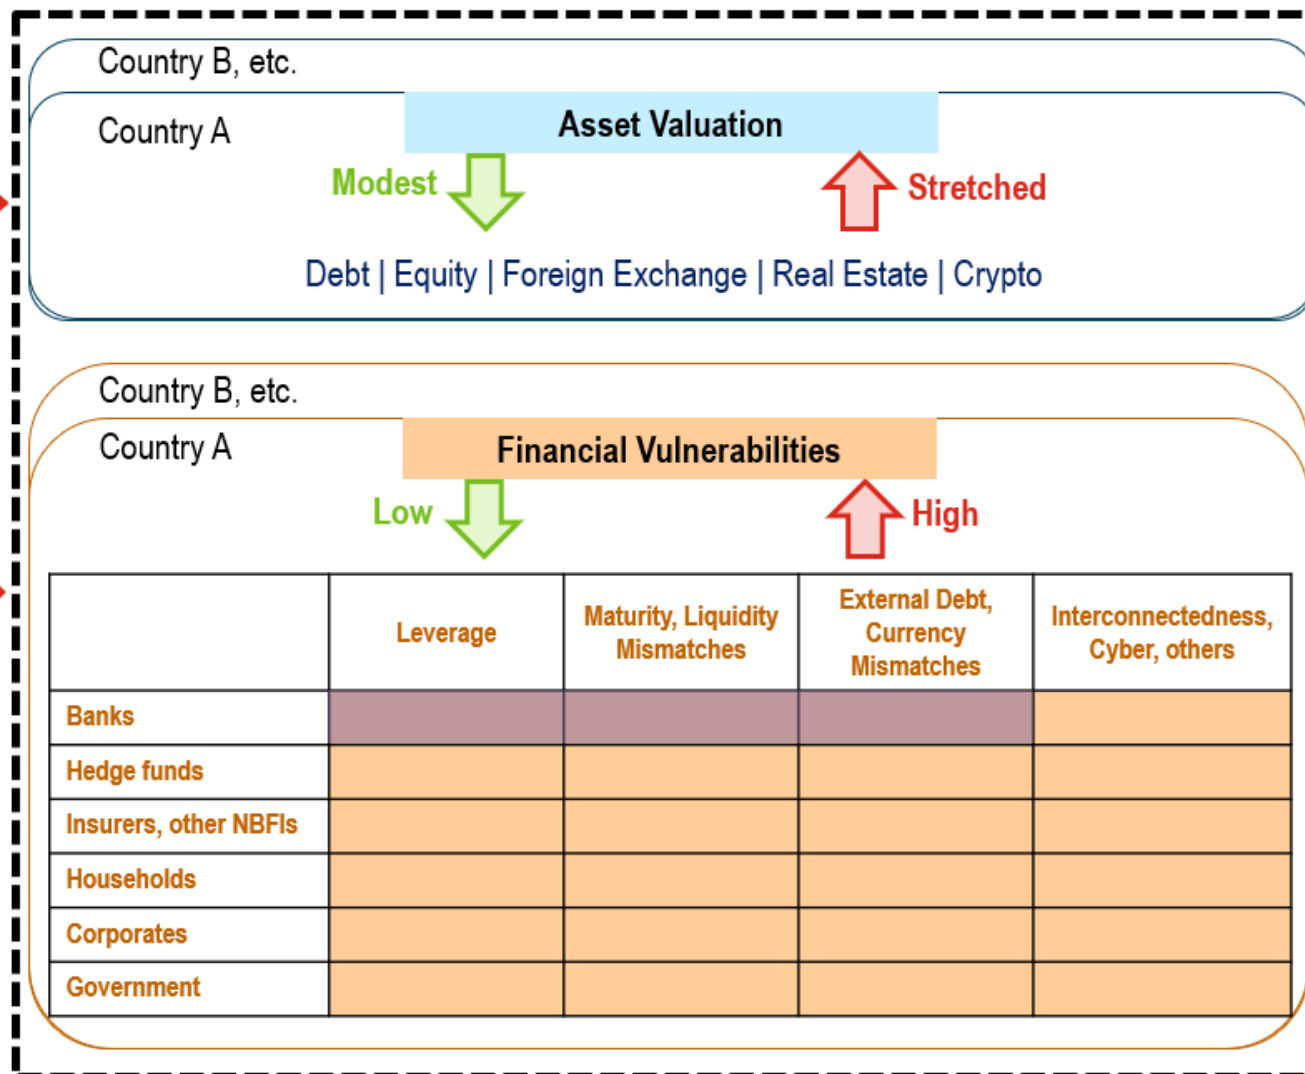 Country B, etc.
Country A
Asset Valuation
Modest
Stretched
Debt | Equity | Foreign Exchange | Real Estate | Crypto
Country B, etc.
Country A
Financial Vulnerabilities
Low
High
Leverage
Maturity, Liquidity
Mismatches
External Debt,
Currency
Mismatches
Interconnectedness,
Cyber, others
Banks
Hedge funds
Insurers, other NBFIs
Households
Corporates
Government